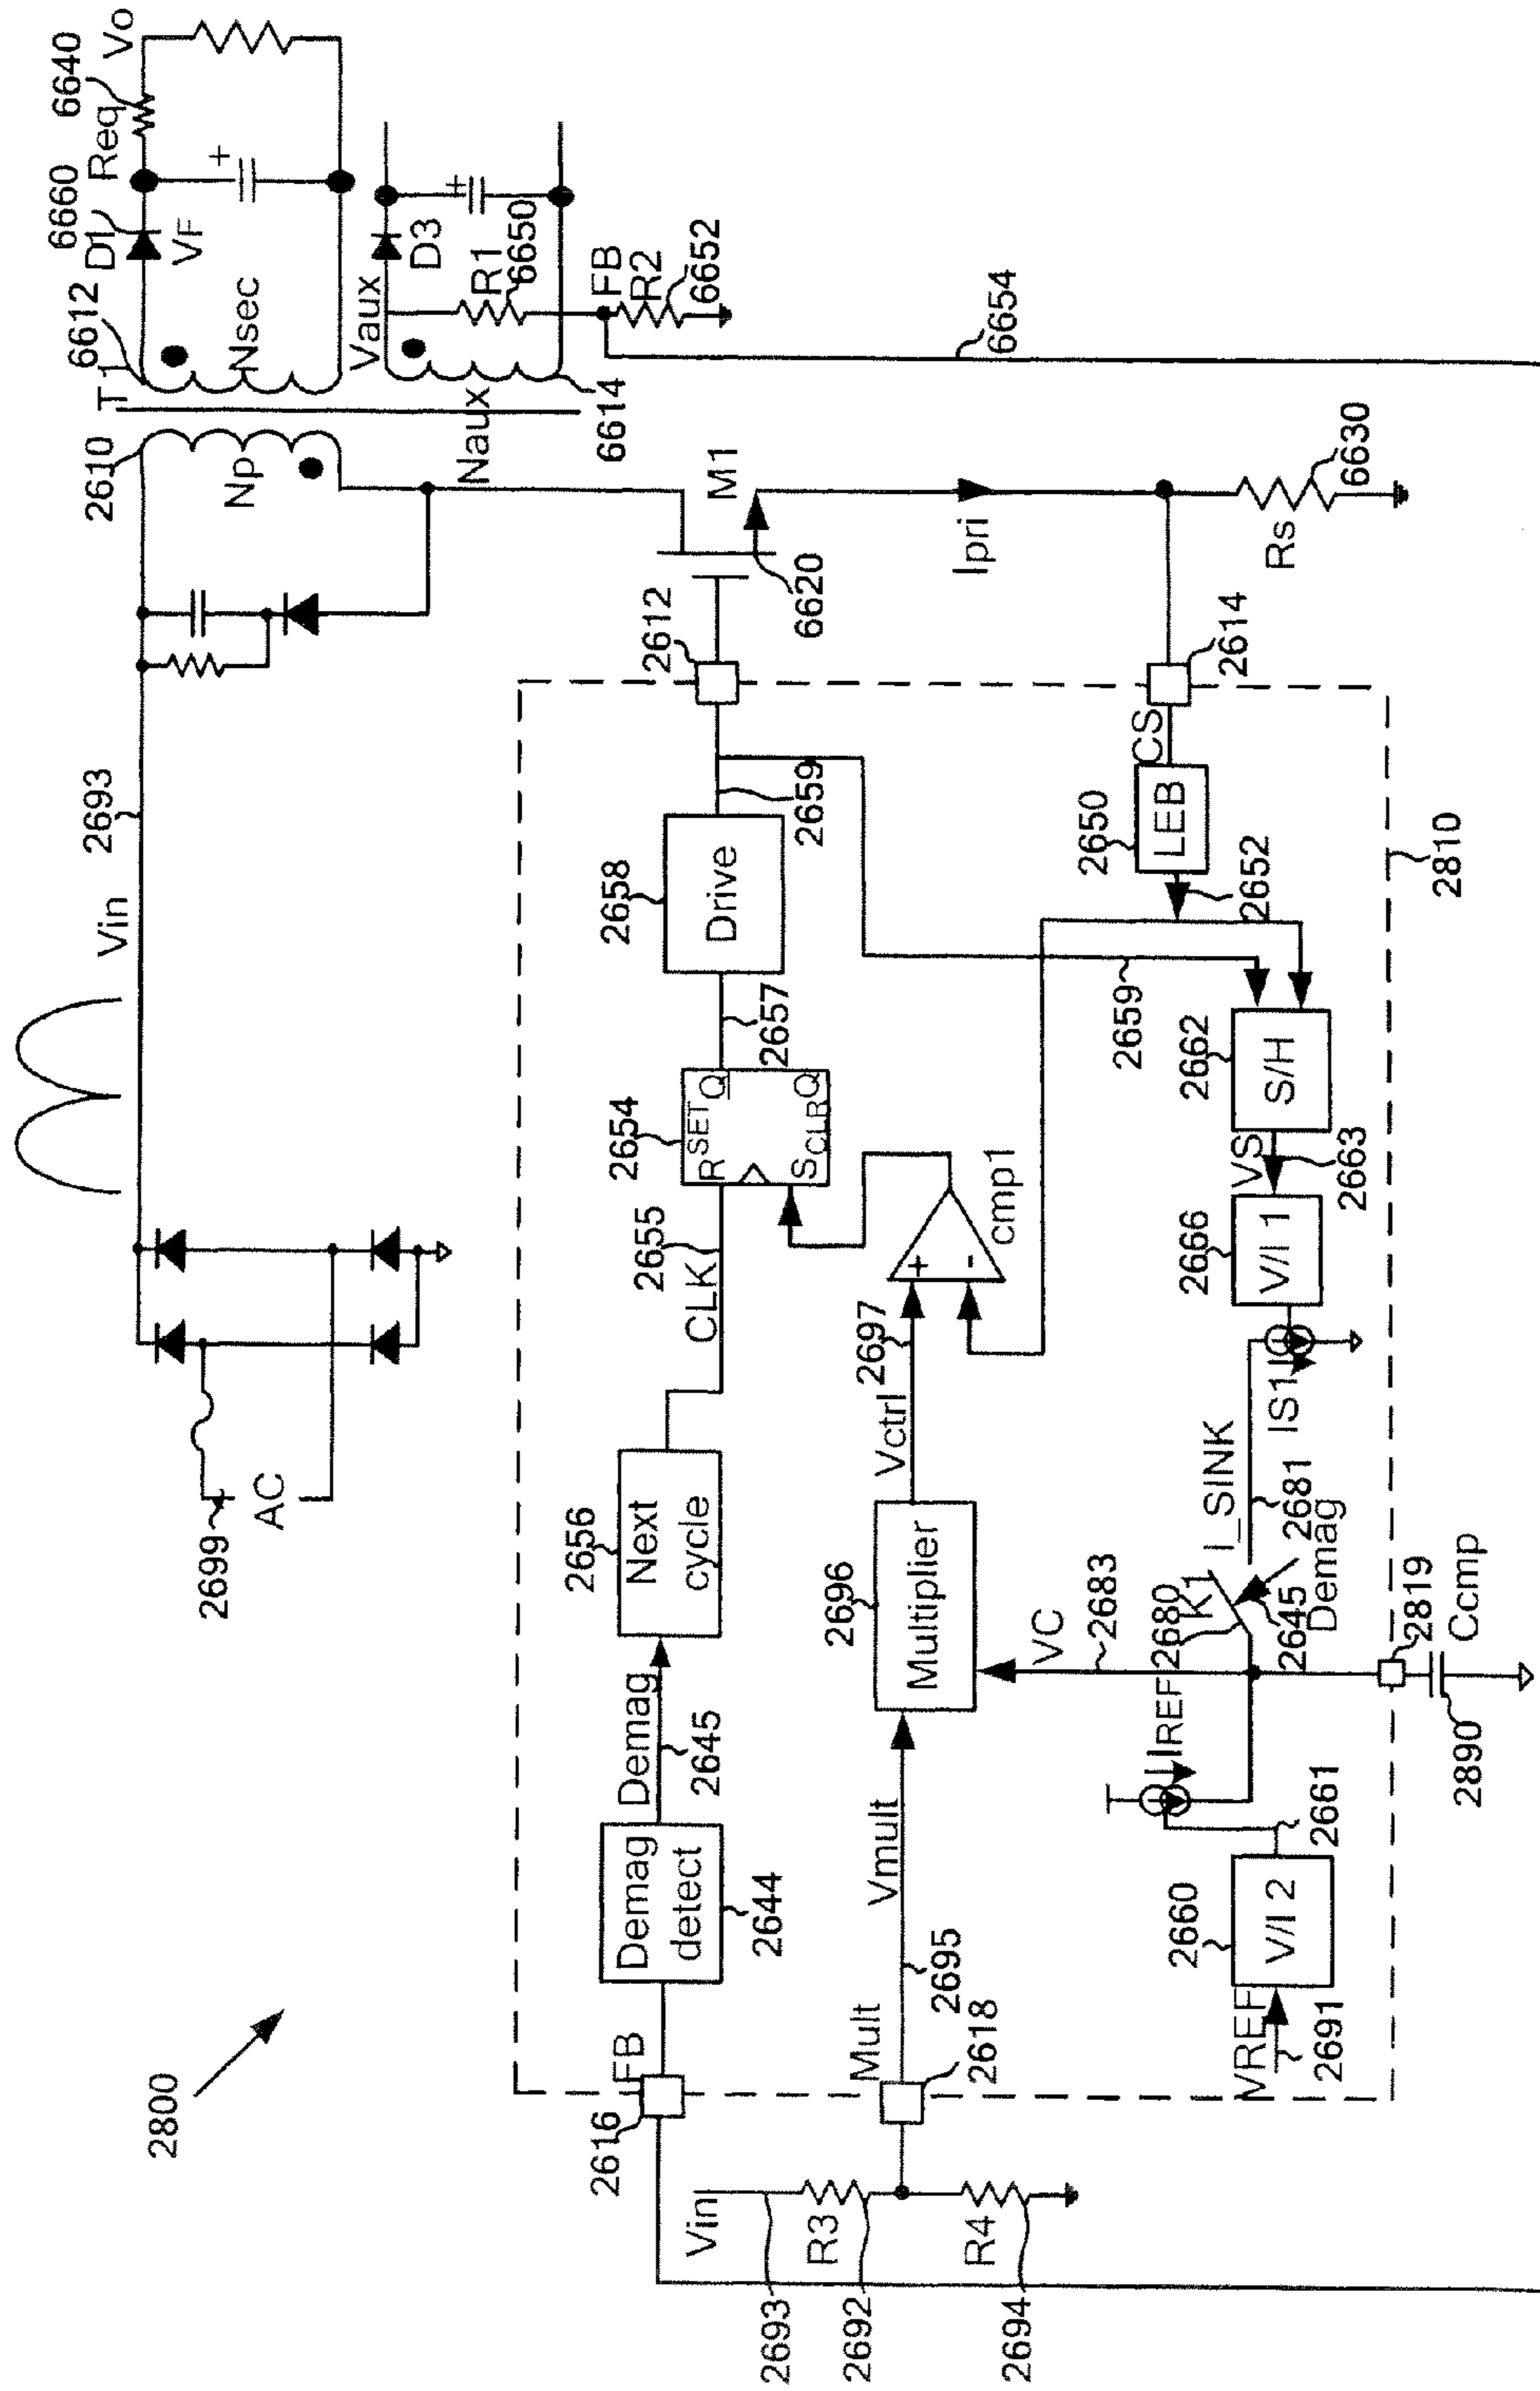 2800
2699
AC
Vin
2693
2610
T1
6612
6660
6640
D1
Req
Vo
VF
Np
Nsec
Vaux
D3
R1
6650
FB
R2
6652
Naux
6614
6654
2612
M1
6620
Ipri
Rs
6630
2614
CS
2650
LEB
2652
2810
2616
FB
Demag
detect
2644
Demag
2645
2656
Next
cycle
CLK
2655
2654
R SET Q
S CLR Q
2657
2658
Drive
2659
2659
Vin
2693
R3
2692
R4
2694
Mult
2618
2695
Vmult
2696
Multiplier
Vctrl
2697
+
-
cmp1
VC
2683
VREF
2691
2660
V/I 2
2661
IREF
2680
K1
2645
Demag
I_SINK
2681
IS1
2666
V/I 1
VS
2663
2662
S/H
2819
2890
Ccmp